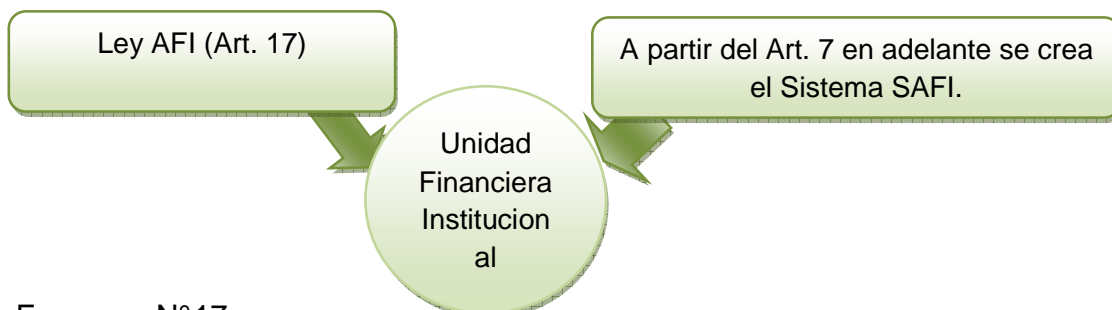 Ley AFI (Art. 17)
A partir del Art. 7 en adelante se crea
el Sistema SAFI.
Unidad
Financiera
Institucion
al
Nº17